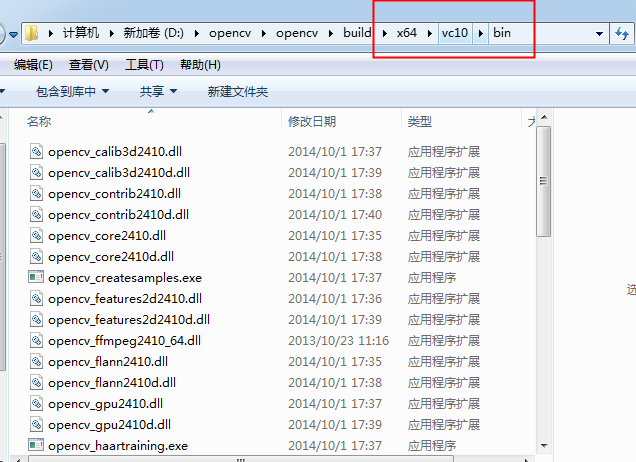 计算机 新加卷 (D:) opencv opencv build x64 vc10 bin
编辑(E) 查看(V) 工具(T) 帮助(H)
包含到库中 共享 新建文件夹
名称 修改日期 类型
opencv_calib3d2410.dll 2014/10/1 17:37 应用程序扩展
opencv_calib3d2410d.dll 2014/10/1 17:39 应用程序扩展
opencv_contrib2410.dll 2014/10/1 17:38 应用程序扩展
opencv_contrib2410d.dll 2014/10/1 17:40 应用程序扩展
opencv_core2410.dll 2014/10/1 17:35 应用程序扩展
opencv_core2410d.dll 2014/10/1 17:38 应用程序扩展
opencv_createsamples.exe 2014/10/1 17:37 应用程序
opencv_features2d2410.dll 2014/10/1 17:36 应用程序扩展
opencv_features2d2410d.dll 2014/10/1 17:39 应用程序扩展
opencv_ffmpeg2410_64.dll 2013/10/23 11:16 应用程序扩展
opencv_flann2410.dll 2014/10/1 17:35 应用程序扩展
opencv_flann2410d.dll 2014/10/1 17:38 应用程序扩展
opencv_gpu2410.dll 2014/10/1 17:37 应用程序扩展
opencv_gpu2410d.dll 2014/10/1 17:39 应用程序扩展
opencv_haartraining.exe 2014/10/1 17:37 应用程序